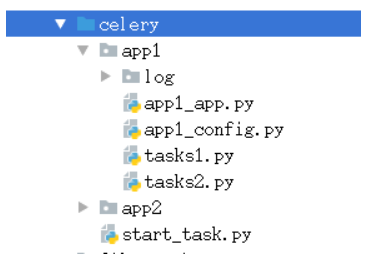 celery
app1
log
app1_app.py
app1_config.py
tasks1.py
tasks2.py
app2
start_task.py